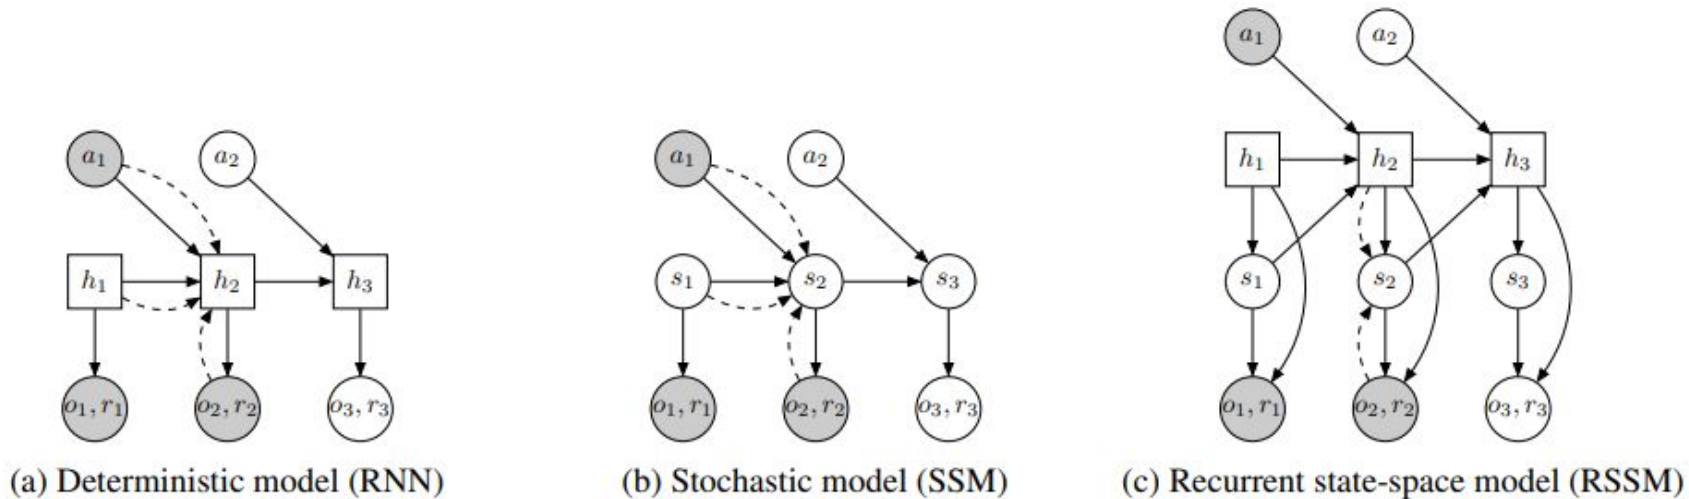 a₁ a₂
h₁ h₂ h₃
o₁, r₁ o₂, r₂ o₃, r₃
(a) Deterministic model (RNN)
a₁ a₂
s₁ s₂ s₃
o₁, r₁ o₂, r₂ o₃, r₃
(b) Stochastic model (SSM)
a₁ a₂
h₁ h₂ h₃
s₁ s₂ s₃
o₁, r₁ o₂, r₂ o₃, r₃
(c) Recurrent state-space model (RSSM)